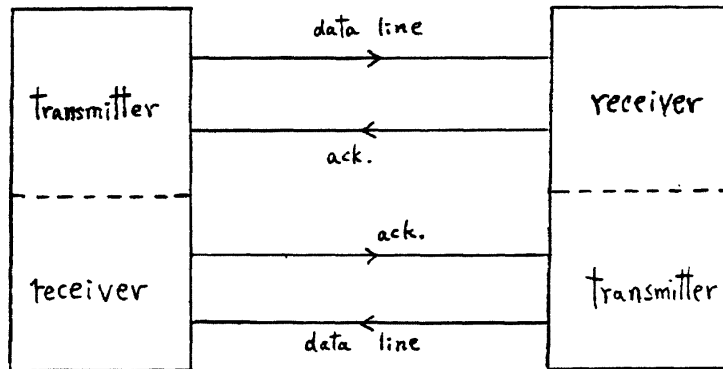 data line
transmitter
receiver
ack.
ack.
receiver
transmitter
data line